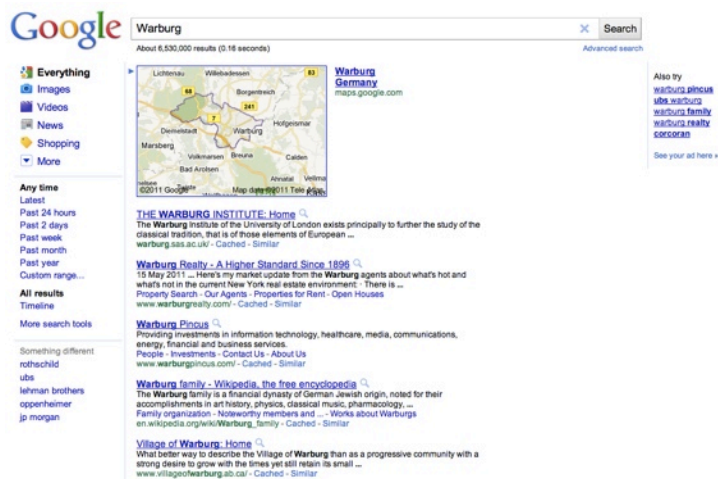 Google
Warburg
Search
About 6,530,000 results (0.16 seconds)
Advanced search
Everything
Images
Videos
News
Shopping
More
Any time
Latest
Past 24 hours
Past 2 days
Past week
Past month
Past year
Custom range...
All results
Timeline
More search tools
Something different
rothschild
ubs
lehman brothers
oppenheimer
jp morgan
Lichtenau
Willebadessen
83
68
Borgentreich
241
7
Hofgeismar
Diemelstadt
Warburg
Marsberg
Volkmarsen
Breuna
Calden
Bad Arolsen
Ahnatal
©2011 Google
Map data ©2011 Tele Atlas
Warburg
Germany
maps.google.com
THE WARBURG INSTITUTE: Home
The Warburg Institute of the University of London exists principally to further the study of the
classical tradition, that is of those elements of European ...
warburg.sas.ac.uk/ - Cached - Similar
Warburg Realty - A Higher Standard Since 1896
15 May 2011 ... Here's my market update from the Warburg agents about what's hot and
what's not in the current New York real estate environment: · There is ...
Property Search - Our Agents - Properties for Rent - Open Houses
www.warburgrealty.com/ - Cached - Similar
Warburg Pincus
Providing investments in information technology, healthcare, media, communications,
energy, financial and business services.
People - Investments - Contact Us - About Us
www.warburgpincus.com/ - Cached - Similar
Warburg family - Wikipedia, the free encyclopedia
The Warburg family is a financial dynasty of German Jewish origin, noted for their
accomplishments in art history, physics, classical music, pharmacology, ...
Family organization - Noteworthy members and ... - Works about Warburgs
en.wikipedia.org/wiki/Warburg_family - Cached - Similar
Village of Warburg: Home
What better way to describe the Village of Warburg than as a progressive community with a
strong desire to grow with the times yet still retain its small ...
www.villageofwarburg.ab.ca/ - Cached - Similar
Also try
warburg pincus
ubs warburg
warburg family
warburg realty
corcoran
See your ad here »